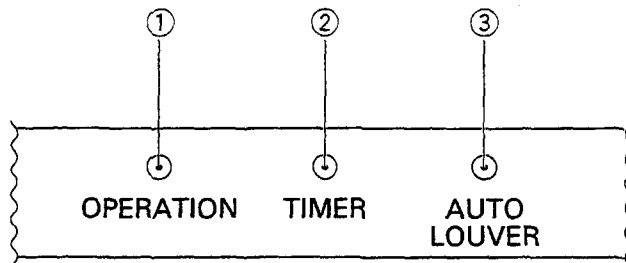 ① ② ③
OPERATION TIMER AUTO
LOUVER